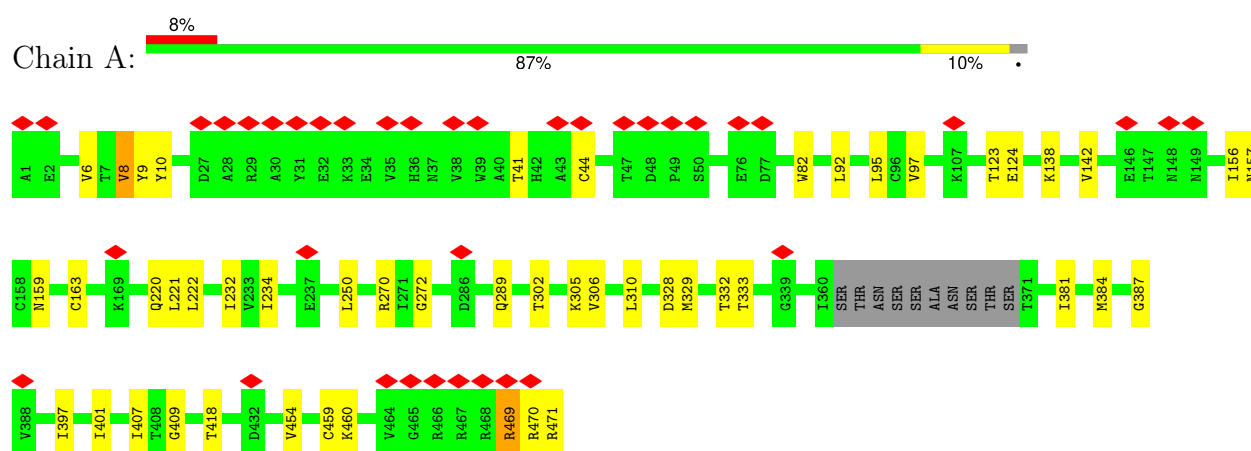 8%
Chain A:
87% 10% •
A1 E2 V6 T7 V8 Y9 Y10 D27 A28 R29 A30 Y31 E32 K33 E34 V35 H36 N37 V38 W39 A40 T41 H42 A43 C44 T47 D48 P49 S50 E76 D77 W82 L92 L95 C96 V97 K107 T123 E124 K138 V142 E146 T147 N148 N149 I156 N157
C158 N159 C163 K169 Q220 L221 L222 I232 V233 I234 E237 L250 R270 I271 G272 D286 Q289 T302 K305 V306 L310 D328 M329 T332 T333 G339 I360 SER THR ASN SER SER ALA ASN SER THR SER T371 I381 M384 G387
V388 I397 I401 I407 T408 G409 T418 D432 V454 C459 K460 V464 G465 R466 R467 R468 R469 R470 R471